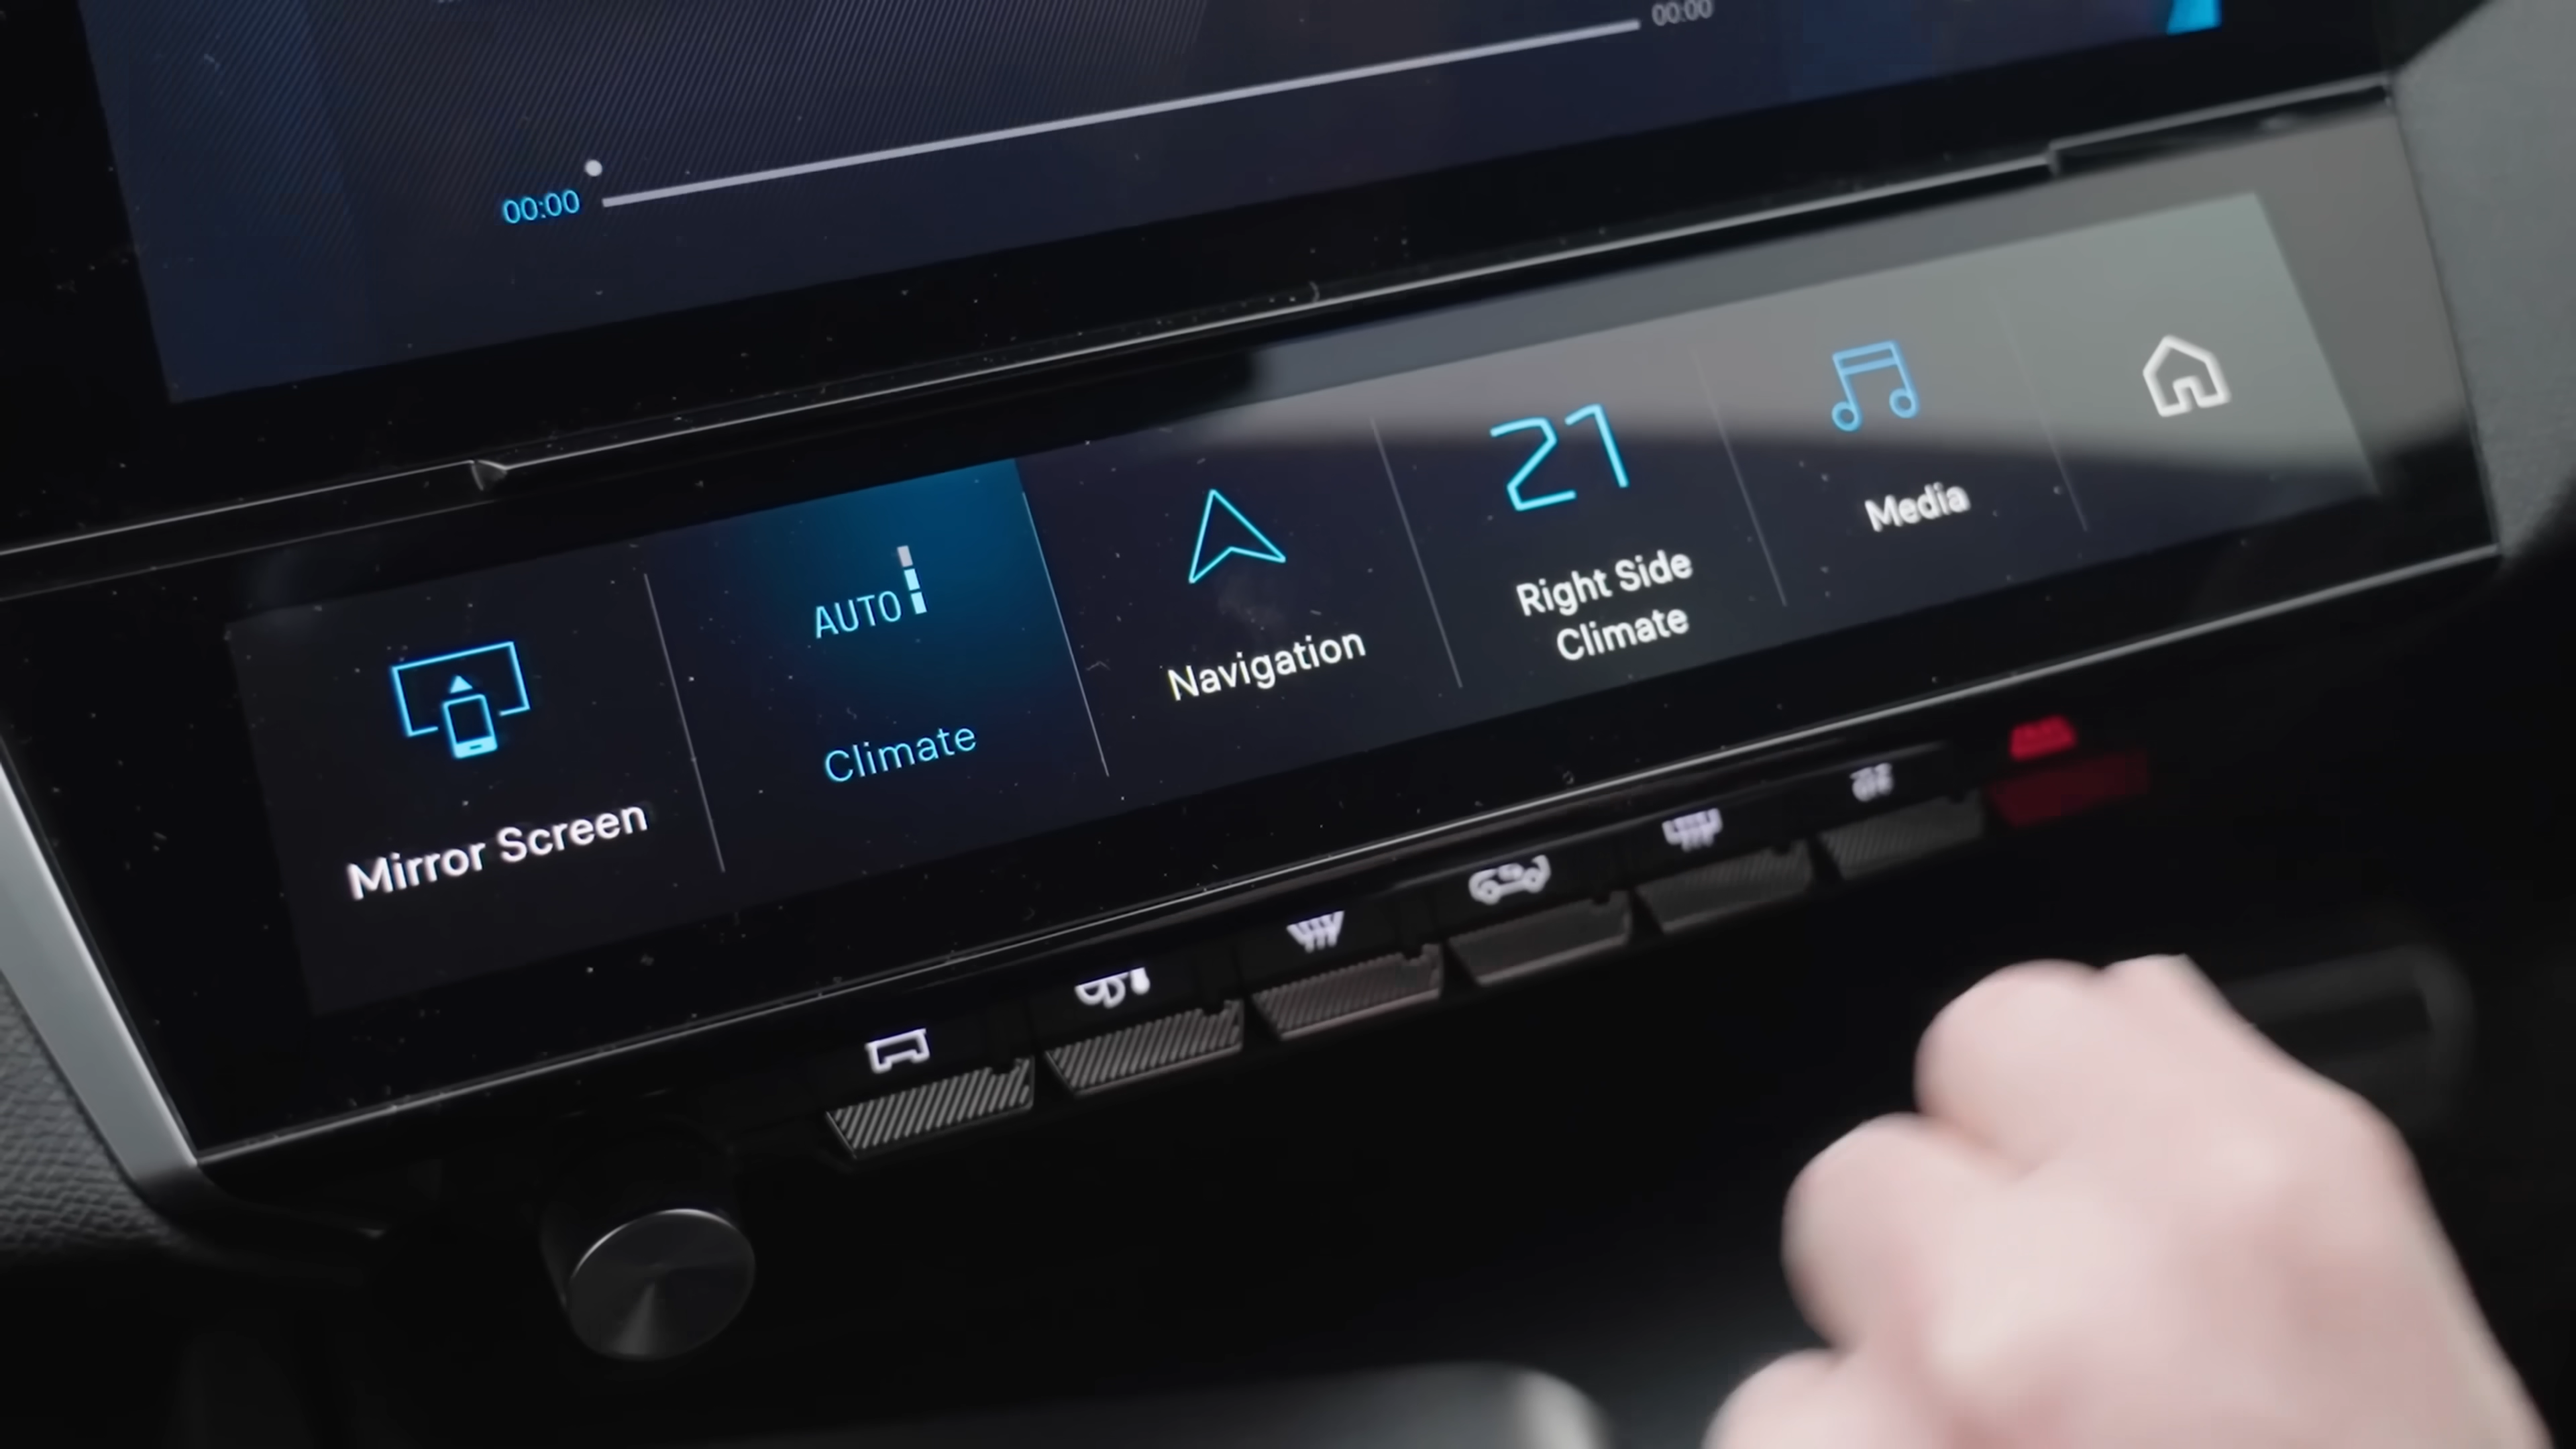 00:00
00:00
AUTO
Mirror Screen
Climate
Navigation
21
Right Side
Climate
Media